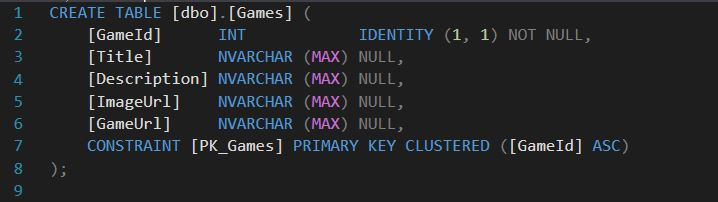 1 CREATE TABLE [dbo].[Games] (
2     [GameId]      INT            IDENTITY (1, 1) NOT NULL,
3     [Title]       NVARCHAR (MAX) NULL,
4     [Description] NVARCHAR (MAX) NULL,
5     [ImageUrl]    NVARCHAR (MAX) NULL,
6     [GameUrl]     NVARCHAR (MAX) NULL,
7     CONSTRAINT [PK_Games] PRIMARY KEY CLUSTERED ([GameId] ASC)
8 );
9